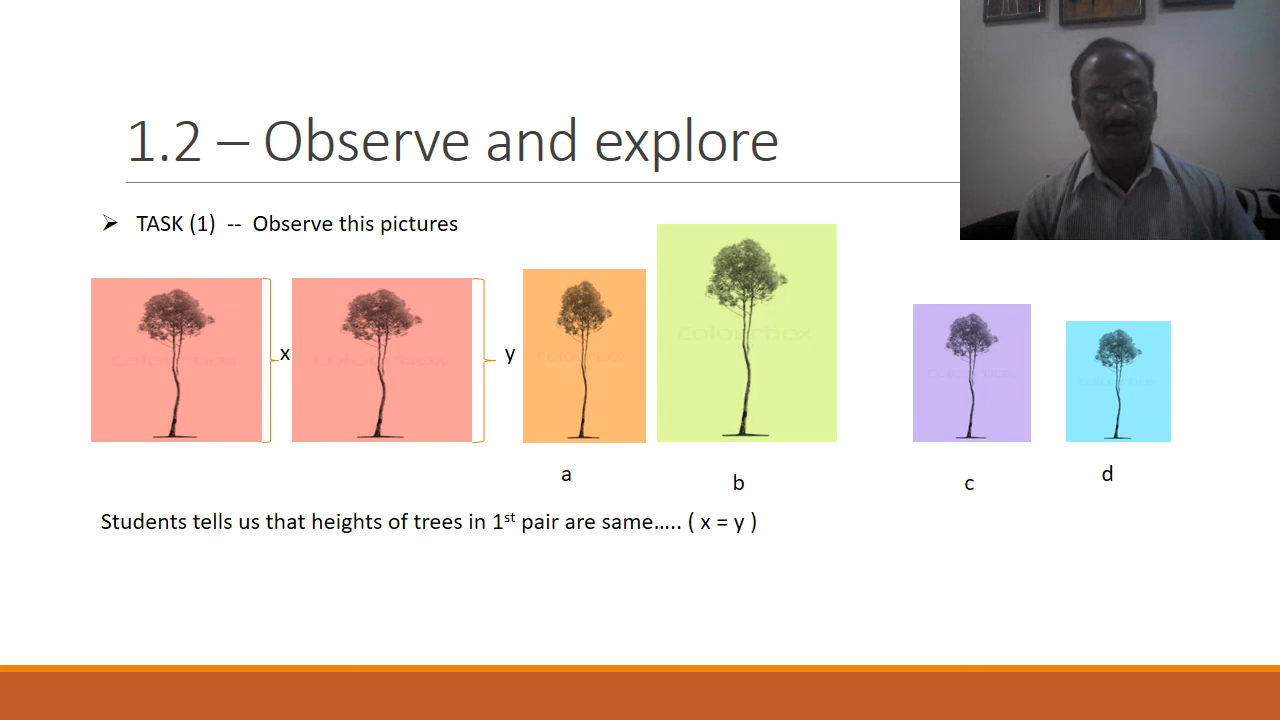 1.2 – Observe and explore
➢ TASK (1) -- Observe this pictures
x
y
a
b
c
d
Students tells us that heights of trees in 1st pair are same..... ( x = y )
colourbox